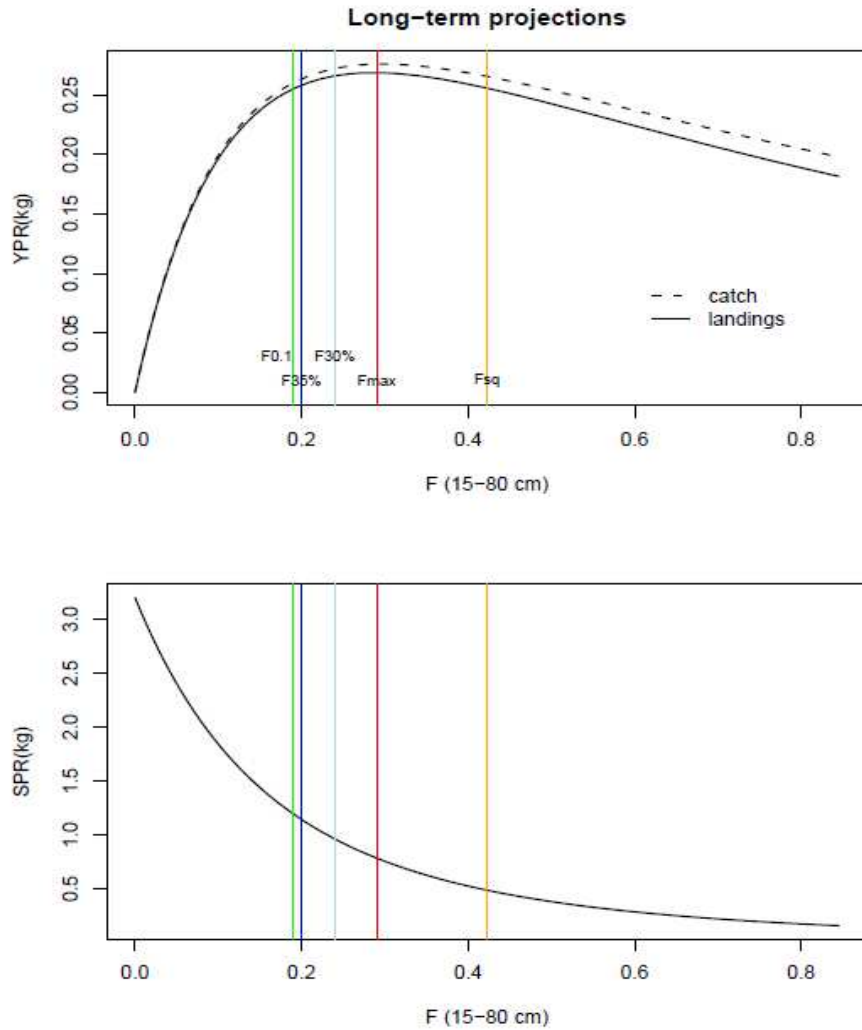 Long−term projections
YPR(kg)
0.25
0.20
0.15
0.10
0.05
0.00
catch
landings
F0.1
F30%
F35%
Fmax
Fsq
0.0 0.2 0.4 0.6 0.8
F (15−80 cm)
SPR(kg)
3.0
2.5
2.0
1.5
1.0
0.5
0.0 0.2 0.4 0.6 0.8
F (15−80 cm)